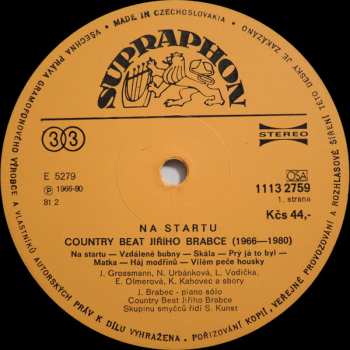 MADE IN CZECHOSLOVAKIA • VŠECHNA PRÁVA GRAMOFONOVÉHO VÝROBCE A VLASTNÍKŮ AUTORSKÝCH PRÁV K DÍLU VYHRAŽENA • POŘIZOVÁNÍ KOPIÍ, VEŘEJNÉ PROVOZOVÁNÍ A ROZHLASOVÉ ŠÍŘENÍ TÉTO DESKY JE ZAKÁZÁNO
SUPRAPHON
33
STEREO
E 5279
Ⓟ 1966-80
81 2
OSA
1113 2759
1. strana
Kčs 44,-
NA STARTU
COUNTRY BEAT JIŘÍHO BRABCE (1966—1980)
Na startu — Vzdálené bubny — Skála — Prý já to byl —
Matka — Háj modřínů — Vilém peče housky
J. Grossmann, N. Urbánková, L. Vodička,
E. Olmerová, K. Kahovec a sbory
J. Brabec - piano sólo
Country Beat Jiřího Brabce
Skupinu smyčců řídí S. Kunst